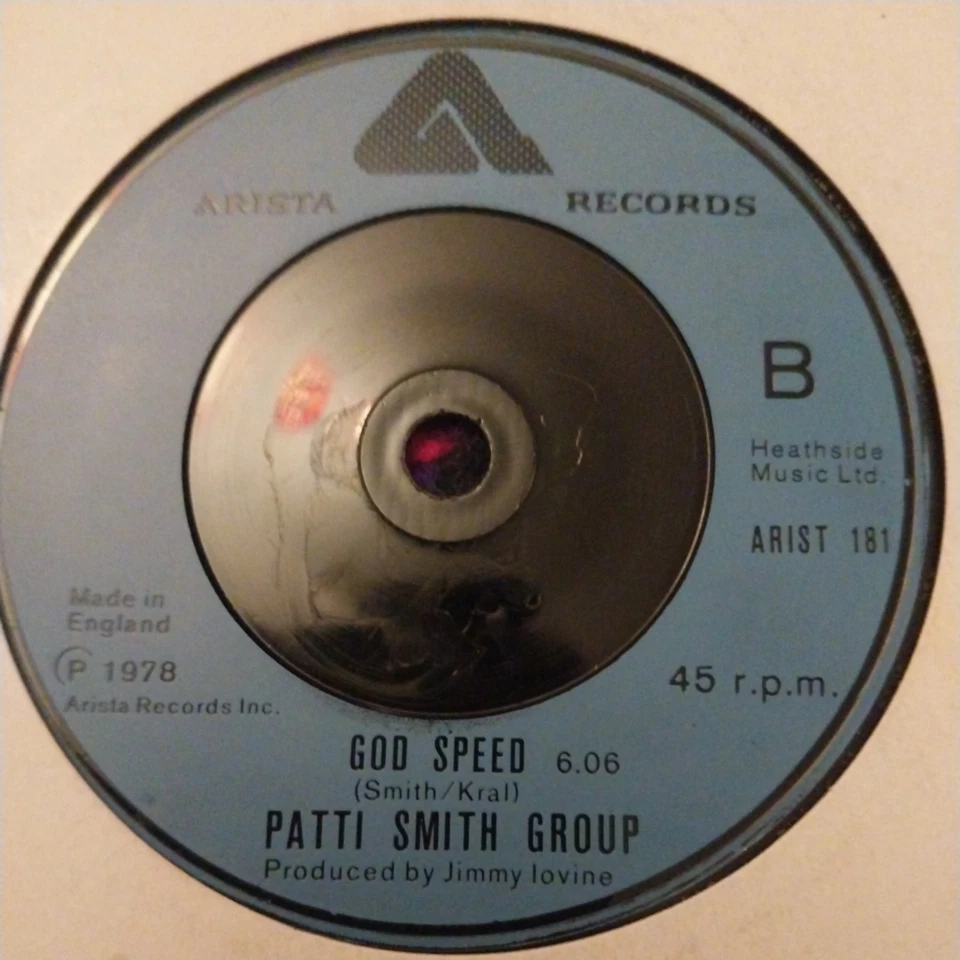 ARISTA RECORDS
B
Heathside
Music Ltd.
ARIST 181
Made in
England
Ⓟ 1978
Arista Records Inc.
45 r.p.m.
GOD SPEED 6.06
(Smith/Kral)
PATTI SMITH GROUP
Produced by Jimmy Iovine